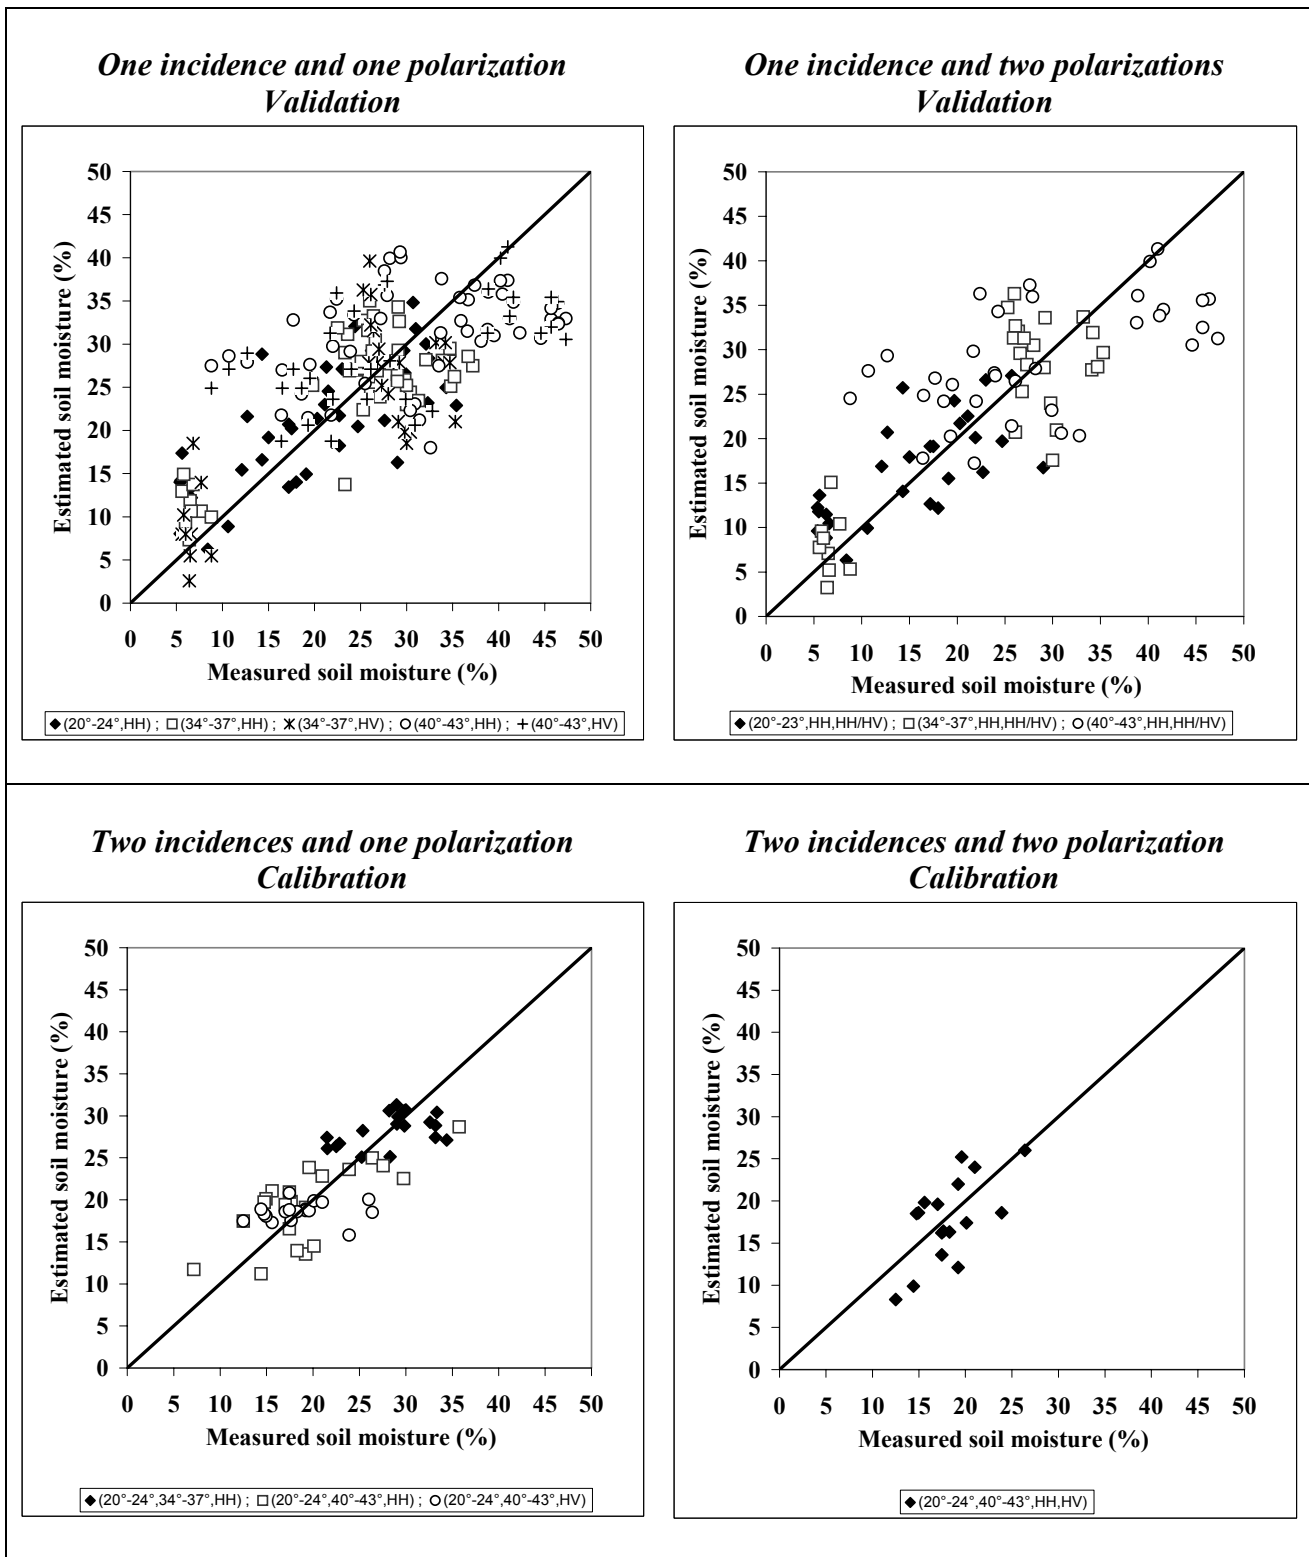 One incidence and one polarization
Validation
50
45
40
35
30
25
20
15
10
5
0
Estimated soil moisture (%)
0 5 10 15 20 25 30 35 40 45 50
Measured soil moisture (%)
(20°-24°,HH) ; (34°-37°,HH) ; (34°-37°,HV) ; (40°-43°,HH) ; (40°-43°,HV)
One incidence and two polarizations
Validation
50
45
40
35
30
25
20
15
10
5
0
Estimated soil moisture (%)
0 5 10 15 20 25 30 35 40 45 50
Measured soil moisture (%)
(20°-23°,HH,HH/HV) ; (34°-37°,HH,HH/HV) ; (40°-43°,HH,HH/HV)
Two incidences and one polarization
Calibration
50
45
40
35
30
25
20
15
10
5
0
Estimated soil moisture (%)
0 5 10 15 20 25 30 35 40 45 50
Measured soil moisture (%)
(20°-24°,34°-37°,HH) ; (20°-24°,40°-43°,HH) ; (20°-24°,40°-43°,HV)
Two incidences and two polarization
Calibration
50
45
40
35
30
25
20
15
10
5
0
Estimated soil moisture (%)
0 5 10 15 20 25 30 35 40 45 50
Measured soil moisture (%)
(20°-24°,40°-43°,HH,HV)